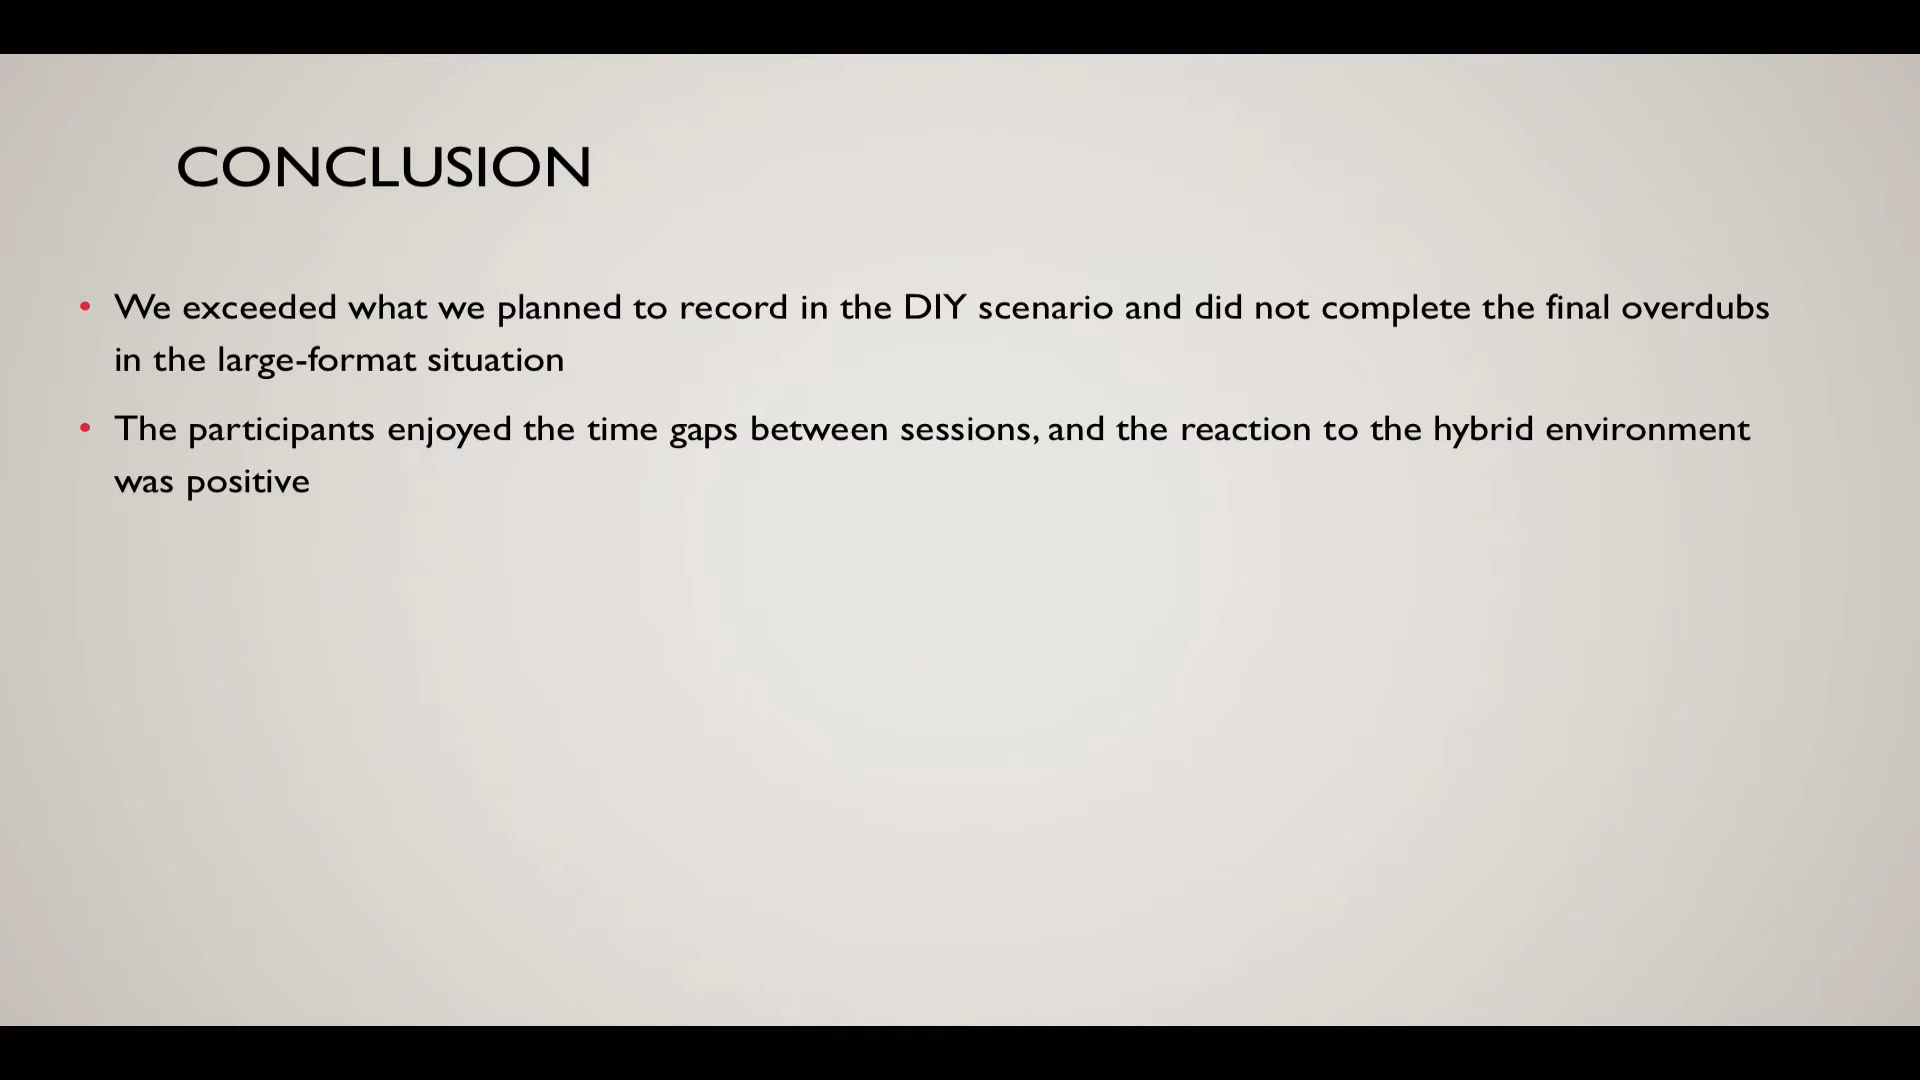 CONCLUSION
• We exceeded what we planned to record in the DIY scenario and did not complete the final overdubs
in the large-format situation
• The participants enjoyed the time gaps between sessions, and the reaction to the hybrid environment
was positive